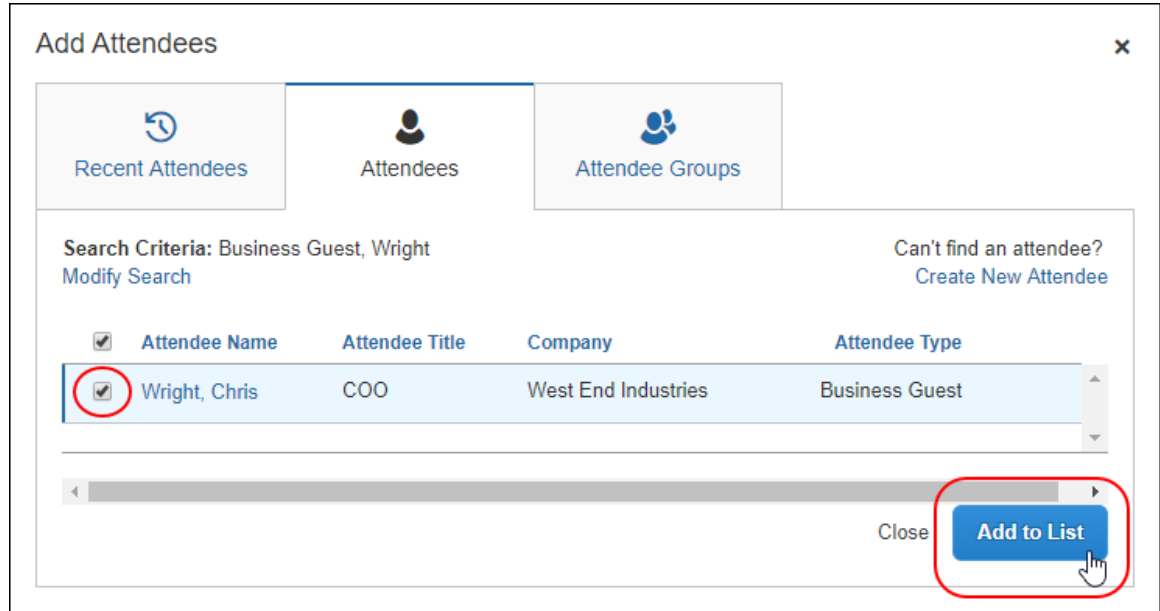 Add Attendees
×
Recent Attendees
Attendees
Attendee Groups
Search Criteria: Business Guest, Wright
Can't find an attendee?
Modify Search
Create New Attendee
Attendee Name Attendee Title Company Attendee Type
Wright, Chris COO West End Industries Business Guest
Close Add to List